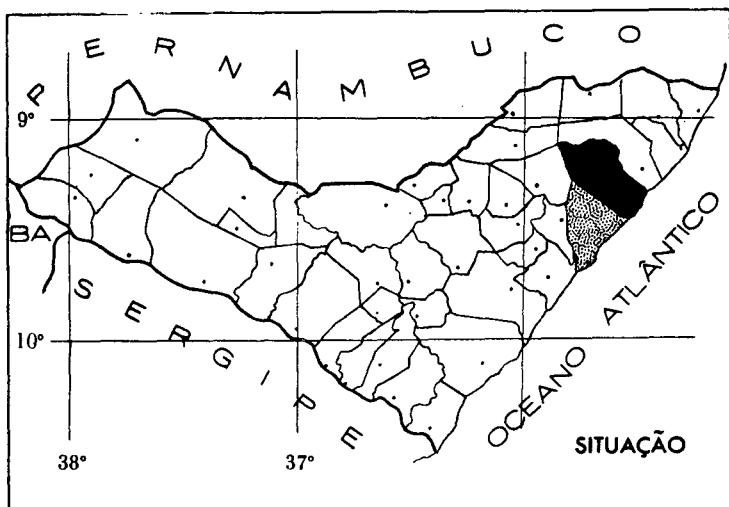 PERNAMBUCO
9°
BA
SERGIPE
OCEANO ATLÂNTICO
10°
38°
37°
SITUAÇÃO